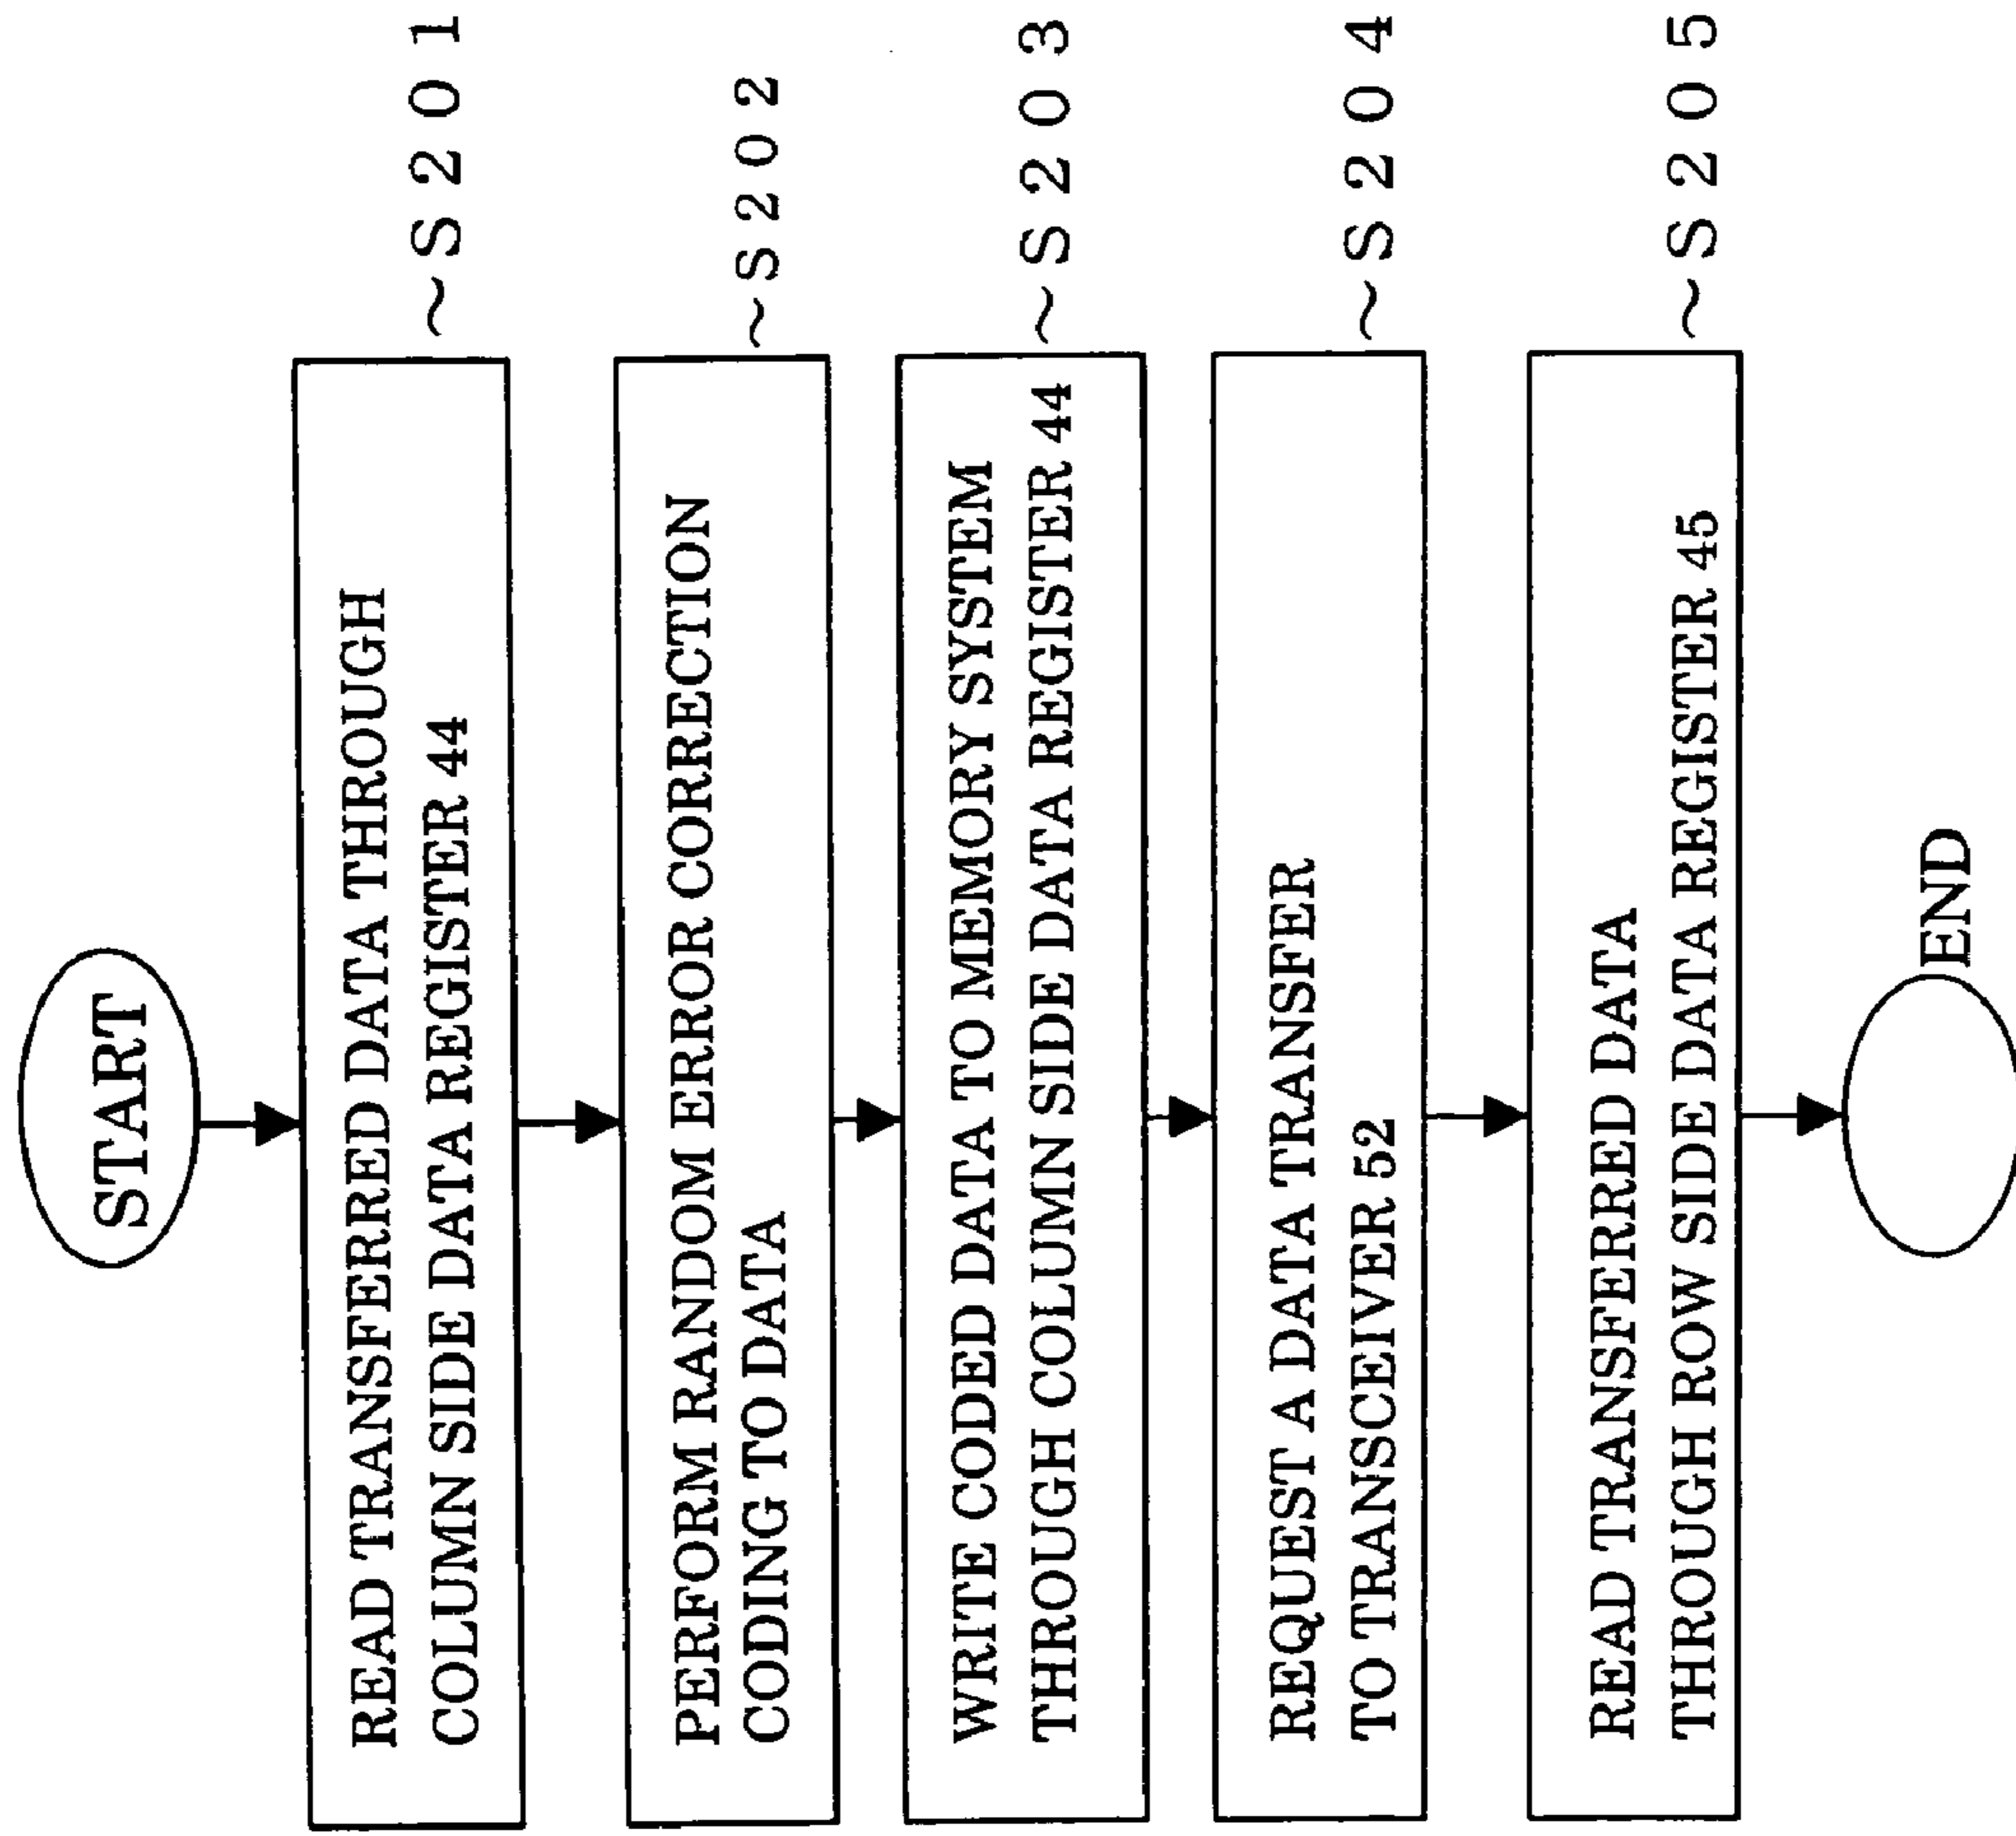 START
READ TRANSFERRED DATA THROUGH
COLUMN SIDE DATA REGISTER 44
~S201
PERFORM RANDOM ERROR CORRECTION
CODING TO DATA
~S202
WRITE CODED DATA TO MEMORY SYSTEM
THROUGH COLUMN SIDE DATA REGISTER 44
~S203
REQUEST A DATA TRANSFER
TO TRANSCEIVER 52
~S204
READ TRANSFERRED DATA
THROUGH ROW SIDE DATA REGISTER 45
~S205
END